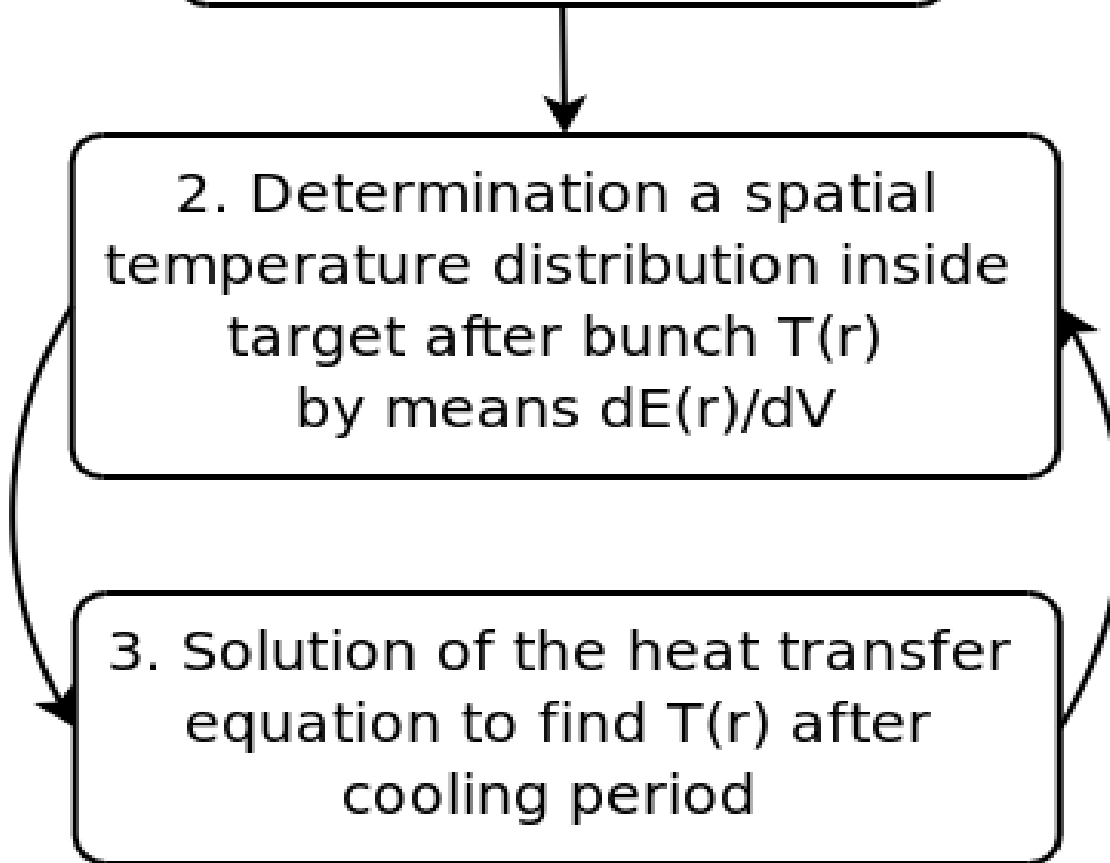 2. Determination a spatial
temperature distribution inside
target after bunch T(r)
by means dE(r)/dV
3. Solution of the heat transfer
equation to find T(r) after
cooling period